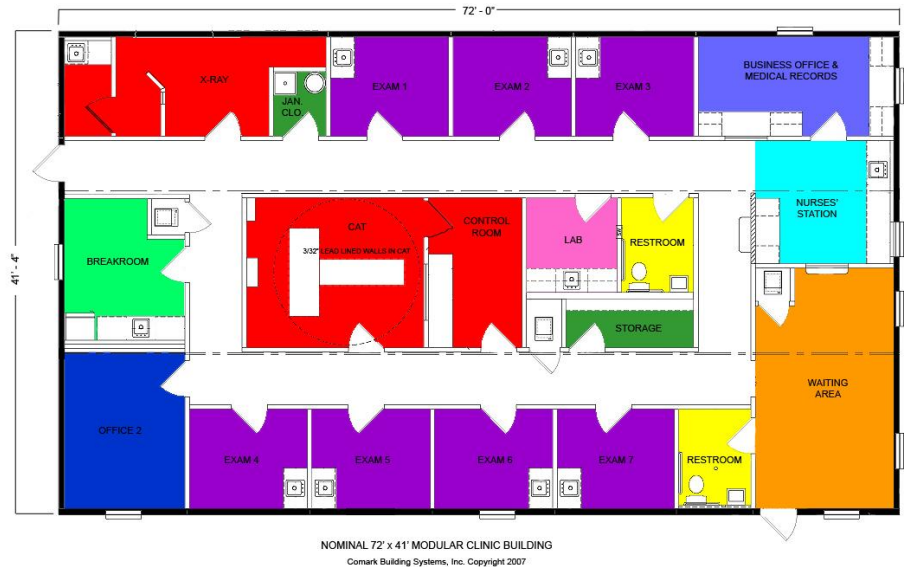 72' - 0"
X-RAY
JAN.
CLO.
EXAM 1
EXAM 2
EXAM 3
BUSINESS OFFICE &
MEDICAL RECORDS
41' - 4"
BREAKROOM
CAT
3/32" LEAD LINED WALLS IN CAT
CONTROL
ROOM
LAB
RESTROOM
NURSES'
STATION
STORAGE
WAITING
AREA
OFFICE 2
EXAM 4
EXAM 5
EXAM 6
EXAM 7
RESTROOM
NOMINAL 72' x 41' MODULAR CLINIC BUILDING
Comark Building Systems, Inc. Copyright 2007